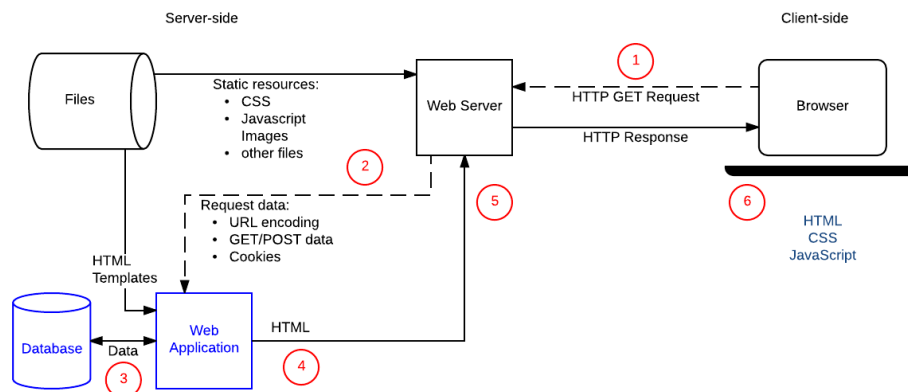 Server-side
Client-side
Files
Static resources:
• CSS
• Javascript
Images
• other files
Web Server
1
HTTP GET Request
HTTP Response
Browser
2
Request data:
• URL encoding
• GET/POST data
• Cookies
5
6
HTML
CSS
JavaScript
HTML
Templates
Database
Data
3
Web
Application
HTML
4